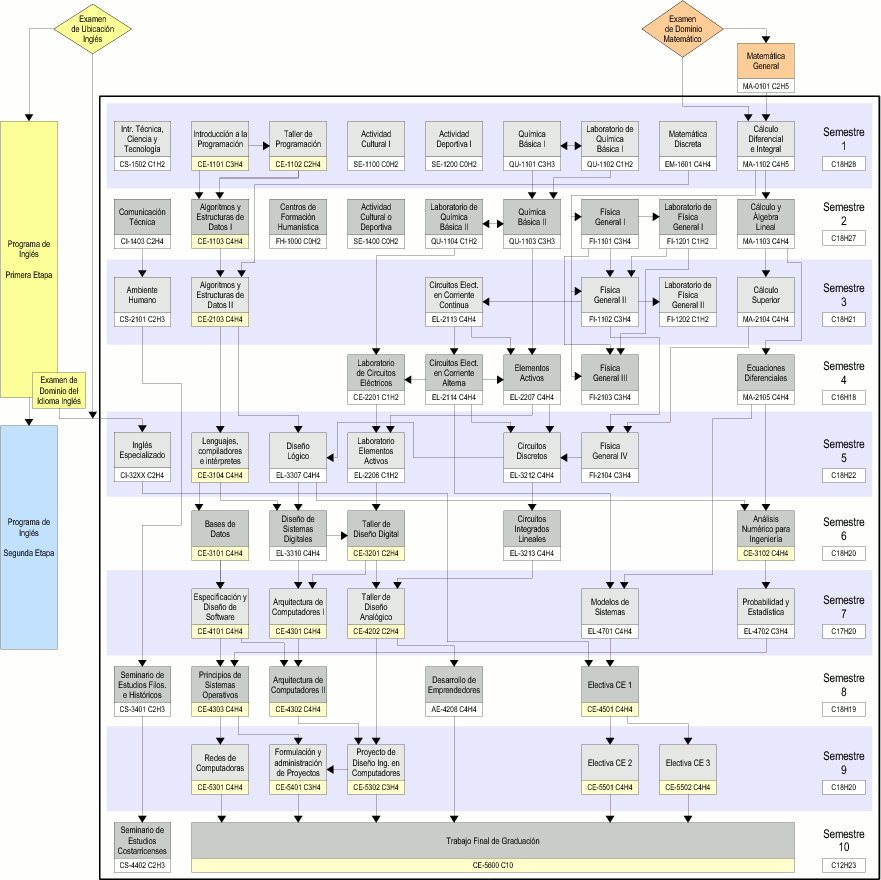 Examen
de Ubicación
Inglés
Examen
de Dominio
Matemático
Matemática
General
MA-0101 C2H5
Programa de
Inglés
Primera Etapa
Examen de
Dominio del
Idioma Inglés
Programa de
Inglés
Segunda Etapa
Intr. Técnica,
Ciencia y
Tecnología
CS-1502 C1H2
Introducción a la
Programación
CE-1101 C3H4
Taller de
Programación
CE-1102 C2H4
Actividad
Cultural I
SE-1100 C0H2
Actividad
Deportiva I
SE-1200 C0H2
Química
Básica I
QU-1101 C3H3
Laboratorio de
Química
Básica I
QU-1102 C1H2
Matemática
Discreta
EM-1601 C4H4
Cálculo
Diferencial
e Integral
MA-1102 C4H5
Semestre
1
C18H28
Comunicación
Técnica
CI-1403 C2H4
Algoritmos y
Estructuras
de Datos I
CE-1103 C4H4
Centros de
Formación
Humanística
FH-1000 C0H2
Actividad
Cultural o
Deportiva
SE-1400 C0H2
Laboratorio de
Química
Básica II
QU-1104 C1H2
Química
Básica II
QU-1103 C3H3
Física
General I
FI-1101 C3H4
Laboratorio de
Física
General I
FI-1201 C1H2
Cálculo y
Álgebra
Lineal
MA-1103 C4H4
Semestre
2
C18H27
Ambiente
Humano
CS-2101 C2H3
Algoritmos y
Estructuras
de Datos II
CE-2103 C4H4
Circuitos Elect.
en Corriente
Continua
EL-2113 C4H4
Física
General II
FI-1102 C3H4
Laboratorio de
Física
General II
FI-1202 C1H2
Cálculo
Superior
MA-2104 C4H4
Semestre
3
C18H21
Laboratorio
de Circuitos
Eléctricos
CE-2201 C1H2
Circuitos Elect.
en Corriente
Alterna
EL-2114 C4H4
Elementos
Activos
EL-2207 C4H4
Física
General III
FI-2103 C3H4
Ecuaciones
Diferenciales
MA-2105 C4H4
Semestre
4
C16H18
Inglés
Especializado
CI-32XX C2H4
Lenguajes,
compiladores
e intérpretes
CE-3104 C4H4
Diseño
Lógico
EL-3307 C4H4
Laboratorio
Elementos
Activos
EL-2206 C1H2
Circuitos
Discretos
EL-3212 C4H4
Física
General IV
FI-2104 C3H4
Semestre
5
C18H22
Bases de
Datos
CE-3101 C4H4
Diseño de
Sistemas
Digitales
EL-3310 C4H4
Taller de
Diseño Digital
CE-3201 C2H4
Circuitos
Integrados
Lineales
EL-3213 C4H4
Análisis
Numérico para
Ingeniería
CE-3102 C4H4
Semestre
6
C18H20
Especificación y
Diseño de
Software
CE-4101 C4H4
Arquitectura de
Computadores I
CE-4301 C4H4
Taller de
Diseño
Analógico
CE-4202 C2H4
Modelos de
Sistemas
EL-4701 C4H4
Probabilidad y
Estadística
EL-4702 C3H4
Semestre
7
C17H20
Seminario de
Estudios Filos.
e Históricos
CS-3401 C2H3
Principios de
Sistemas
Operativos
CE-4303 C4H4
Arquitectura de
Computadores II
CE-4302 C4H4
Desarrollo de
Emprendedores
AE-4208 C4H4
Electiva CE 1
CE-4501 C4H4
Semestre
8
C18H19
Redes de
Computadoras
CE-5301 C4H4
Formulación y
administración
de Proyectos
CE-5401 C3H4
Proyecto de
Diseño Ing. en
Computadores
CE-5302 C3H4
Electiva CE 2
CE-5501 C4H4
Electiva CE 3
CE-5502 C4H4
Semestre
9
C18H20
Seminario de
Estudios
Costarricenses
CS-4402 C2H3
Trabajo Final de Graduación
CE-5600 C10
Semestre
10
C12H23